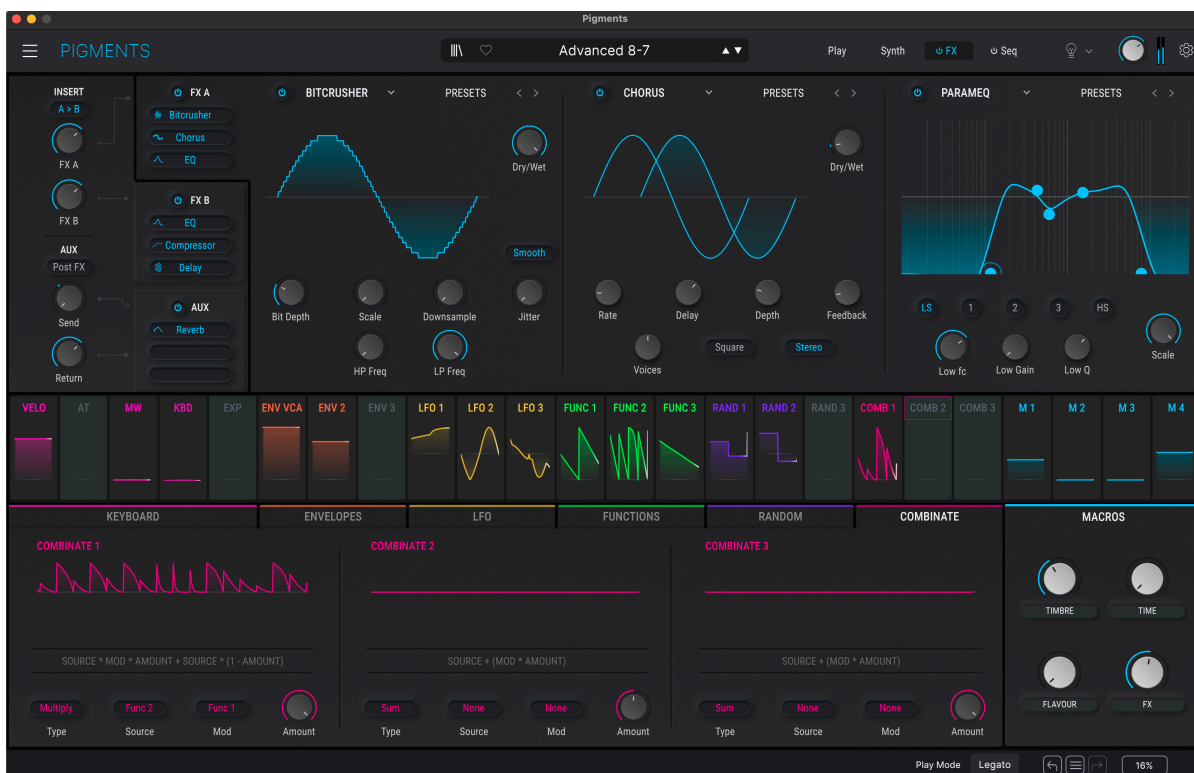 Pigments
PIGMENTS
Advanced 8-7
Play
Synth
FX
Seq
INSERT
A > B
FX A
FX B
AUX
Post FX
Send
Return
FX A
Bitcrusher
Chorus
EQ
FX B
EQ
Compressor
Delay
AUX
Reverb
BITCRUSHER
PRESETS
Dry/Wet
Smooth
Bit Depth
Scale
Downsample
Jitter
HP Freq
LP Freq
CHORUS
PRESETS
Dry/Wet
Rate
Delay
Depth
Feedback
Voices
Square
Stereo
PARAMEQ
PRESETS
LS
1
2
3
HS
Low fc
Low Gain
Low Q
Scale
VELO
AT
MW
KBD
EXP
ENV VCA
ENV 2
ENV 3
LFO 1
LFO 2
LFO 3
FUNC 1
FUNC 2
FUNC 3
RAND 1
RAND 2
RAND 3
COMB 1
COMB 2
COMB 3
M 1
M 2
M 3
M 4
KEYBOARD
ENVELOPES
LFO
FUNCTIONS
RANDOM
COMBINATE
MACROS
COMBINATE 1
SOURCE * MOD * AMOUNT + SOURCE * (1 - AMOUNT)
Multiply
Func 2
Func 1
Type
Source
Mod
Amount
COMBINATE 2
SOURCE + (MOD * AMOUNT)
Sum
None
None
Type
Source
Mod
Amount
COMBINATE 3
SOURCE + (MOD * AMOUNT)
Sum
None
None
Type
Source
Mod
Amount
TIMBRE
TIME
FLAVOUR
FX
Play Mode
Legato
16%